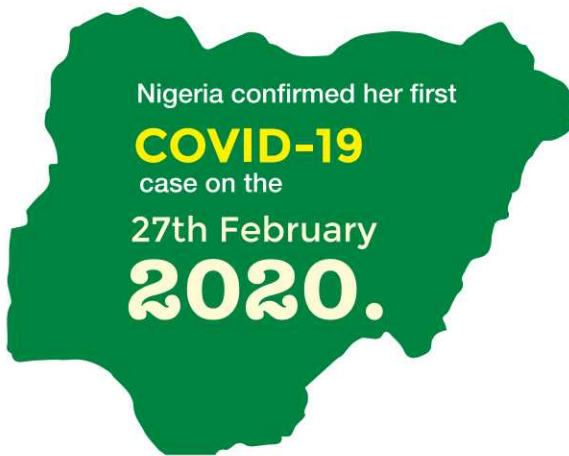 Nigeria confirmed her first
COVID-19
case on the
27th February
2020.